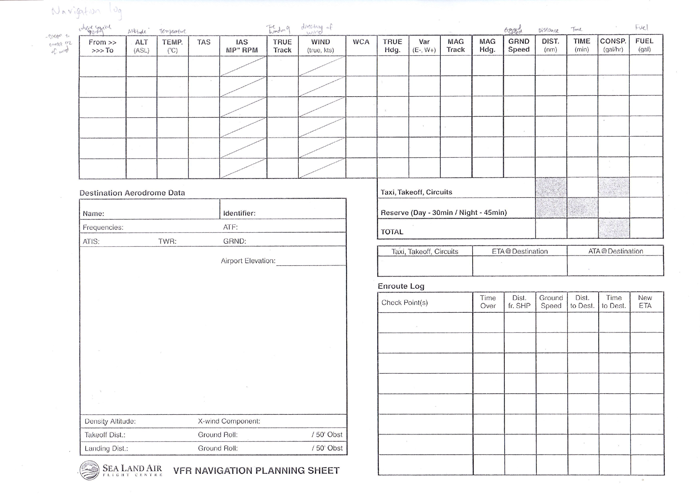 Navigation log
Altitude
Temperature
direction of wind
Ground
Distance
Time
Fuel
From >> >>> To
ALT (ASL)
TEMP. (°C)
TAS
IAS MP" RPM
TRUE Track
WIND (true, kts)
WCA
TRUE Hdg.
Var (E-, W+)
MAG Track
MAG Hdg.
GRND Speed
DIST. (nm)
TIME (min)
CONSP. (gal/hr)
FUEL (gal)
Destination Aerodrome Data
Name:
Identifier:
Frequencies:
ATF:
ATIS:
TWR:
GRND:
Airport Elevation:
Density Altitude:
X-wind Component:
Takeoff Dist.:
Ground Roll:
/ 50' Obst
Landing Dist.:
Ground Roll:
/ 50' Obst
SEA LAND AIR
FLIGHT CENTRE
VFR NAVIGATION PLANNING SHEET
Taxi, Takeoff, Circuits
Reserve (Day - 30min / Night - 45min)
TOTAL
Taxi, Takeoff, Circuits
ETA @ Destination
ATA @ Destination
Enroute Log
Check Point(s)
Time Over
Dist. fr. SHP
Ground Speed
Dist. to Dest.
Time to Dest.
New ETA